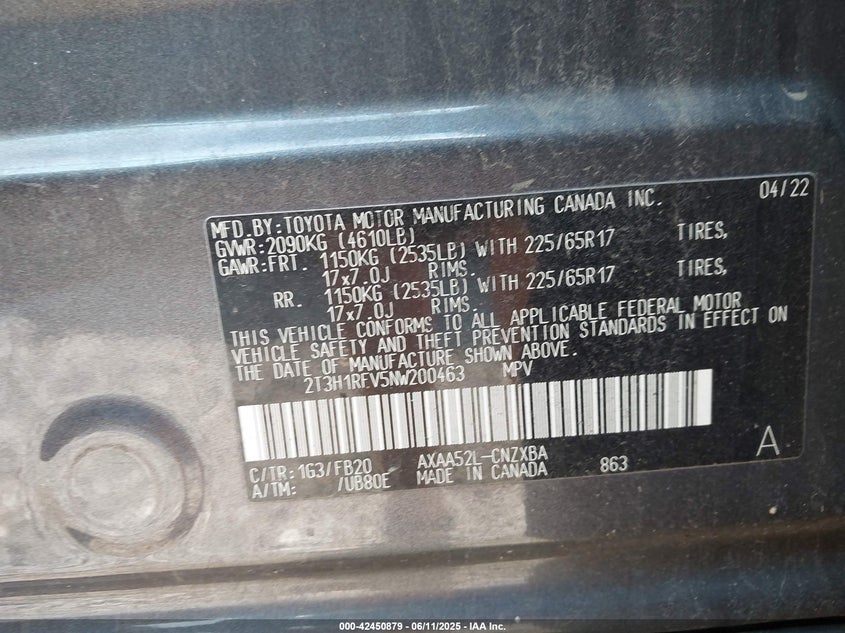 MFD.BY:TOYOTA MOTOR MANUFACTURING CANADA INC. 04/22
GVWR:2090KG (4610LB)
GAWR:FRT. 1150KG (2535LB) WITH 225/65R17 TIRES,
17x7.0J RIMS.
RR. 1150KG (2535LB) WITH 225/65R17 TIRES,
17x7.0J RIMS.
THIS VEHICLE CONFORMS TO ALL APPLICABLE FEDERAL MOTOR
VEHICLE SAFETY AND THEFT PREVENTION STANDARDS IN EFFECT ON
THE DATE OF MANUFACTURE SHOWN ABOVE.
2T3H1RFV5NW200463 MPV
A
C/TR: 1G3/FB20 AXAA52L-CNZXBA
A/TM: /UB80E MADE IN CANADA 863
000-42450879 - 06/11/2025 - IAA Inc.